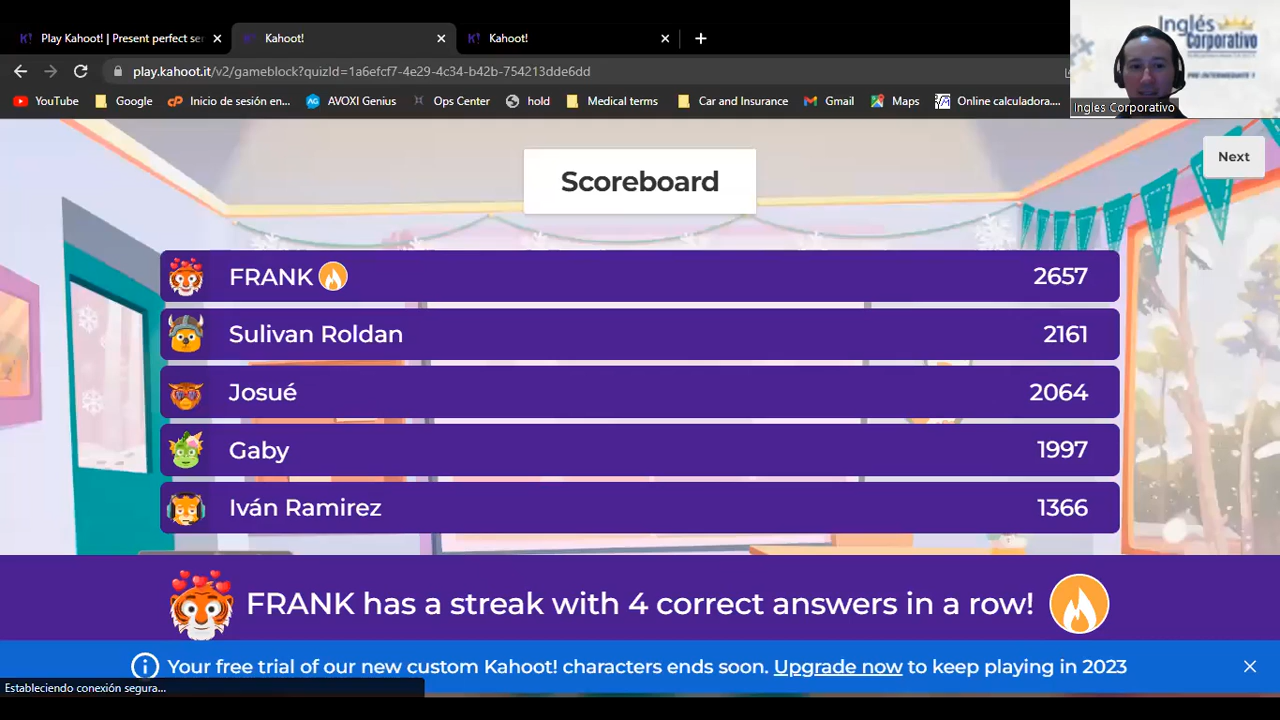 Play Kahoot! | Present perfect se
Kahoot!
Kahoot!
play.kahoot.it/v2/gameblock?quizId=1a6efcf7-4e29-4c34-b42b-754213dde6dd
YouTube
Google
Inicio de sesión en...
AVOXI Genius
Ops Center
hold
Medical terms
Car and Insurance
Gmail
Maps
Online calculadora....
Inglés
Corporativo
PRE-INTERMEDIATE 1
Ingles Corporativo
Next
Scoreboard
FRANK 2657
Sulivan Roldan 2161
Josué 2064
Gaby 1997
Iván Ramirez 1366
FRANK has a streak with 4 correct answers in a row!
Your free trial of our new custom Kahoot! characters ends soon. Upgrade now to keep playing in 2023
Estableciendo conexión segura...